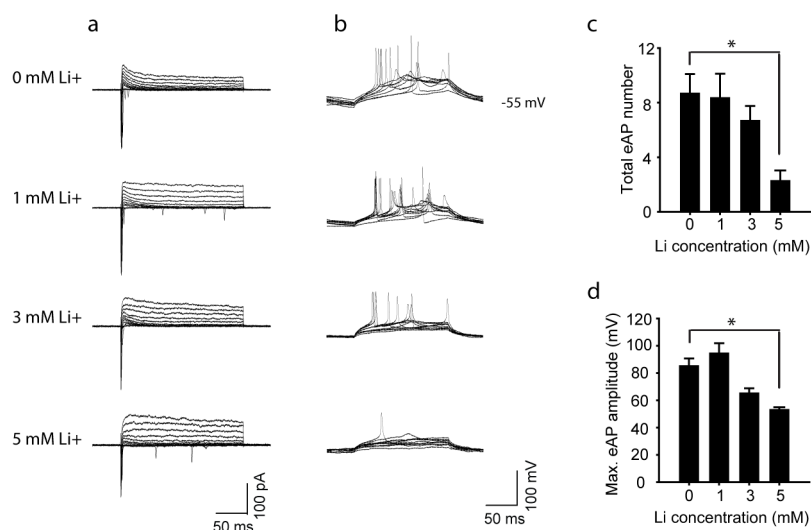 a
b
c
d
0 mM Li+
1 mM Li+
3 mM Li+
5 mM Li+
-55 mV
100 pA
50 ms
100 mV
50 ms
Total eAP number
12
8
4
0
*
0 1 3 5
Li concentration (mM)
Max. eAP amplitude (mV)
120
100
80
60
40
20
0
*
0 1 3 5
Li concentration (mM)